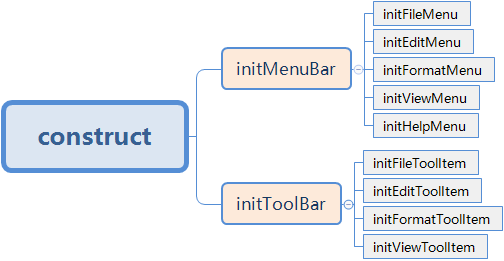 construct
initMenuBar
initFileMenu
initEditMenu
initFormatMenu
initViewMenu
initHelpMenu
initToolBar
initFileToolItem
initEditToolItem
initFormatToolItem
initViewToolItem